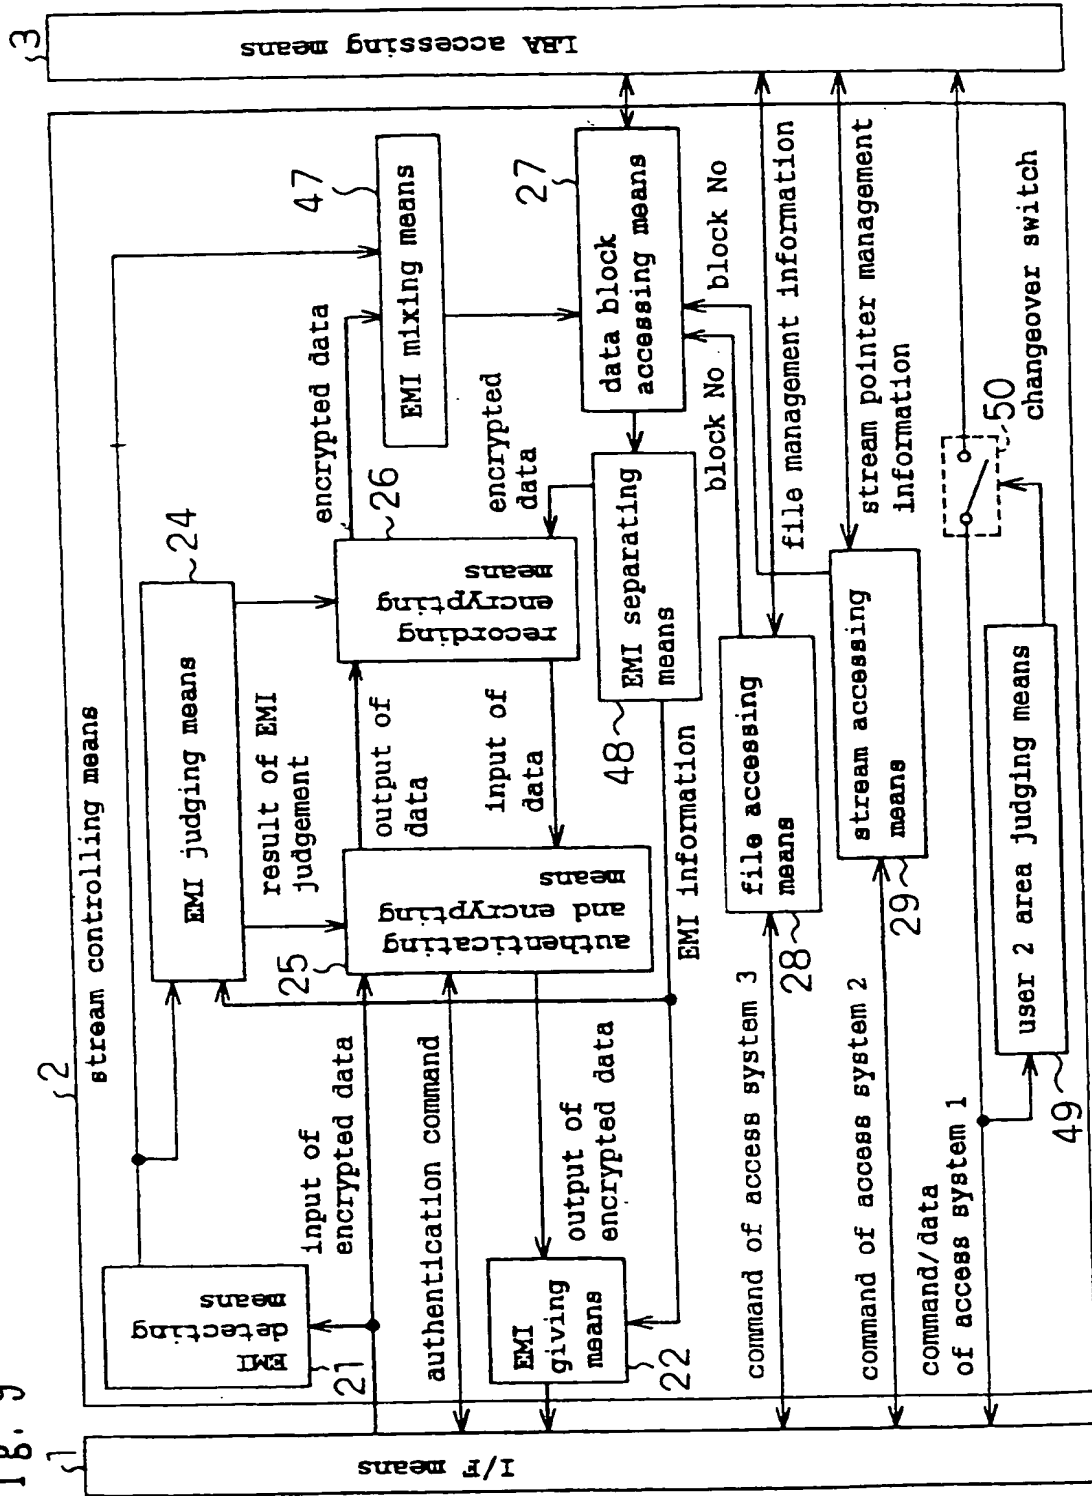 ig. 9
1
I/F means
2
stream controlling means
3
LBA accessing means
EMI detecting means
21
EMI judging means
24
result of EMI
judgement
input of
encrypted data
authentication command
25
authenticating
and encrypting
means
output of
data
input of
data
recording
encrypting
means
26
encrypted data
EMI mixing means
47
encrypted
data
data block
accessing means
27
EMI separating
means
48
EMI information
output of
encrypted data
EMI
giving
means
22
block No
block No
command of access system 3
file accessing
means
28
file management information
command of access system 2
stream accessing
means
29
stream pointer management
information
command/data
of access system 1
user 2 area judging means
49
50
changeover switch